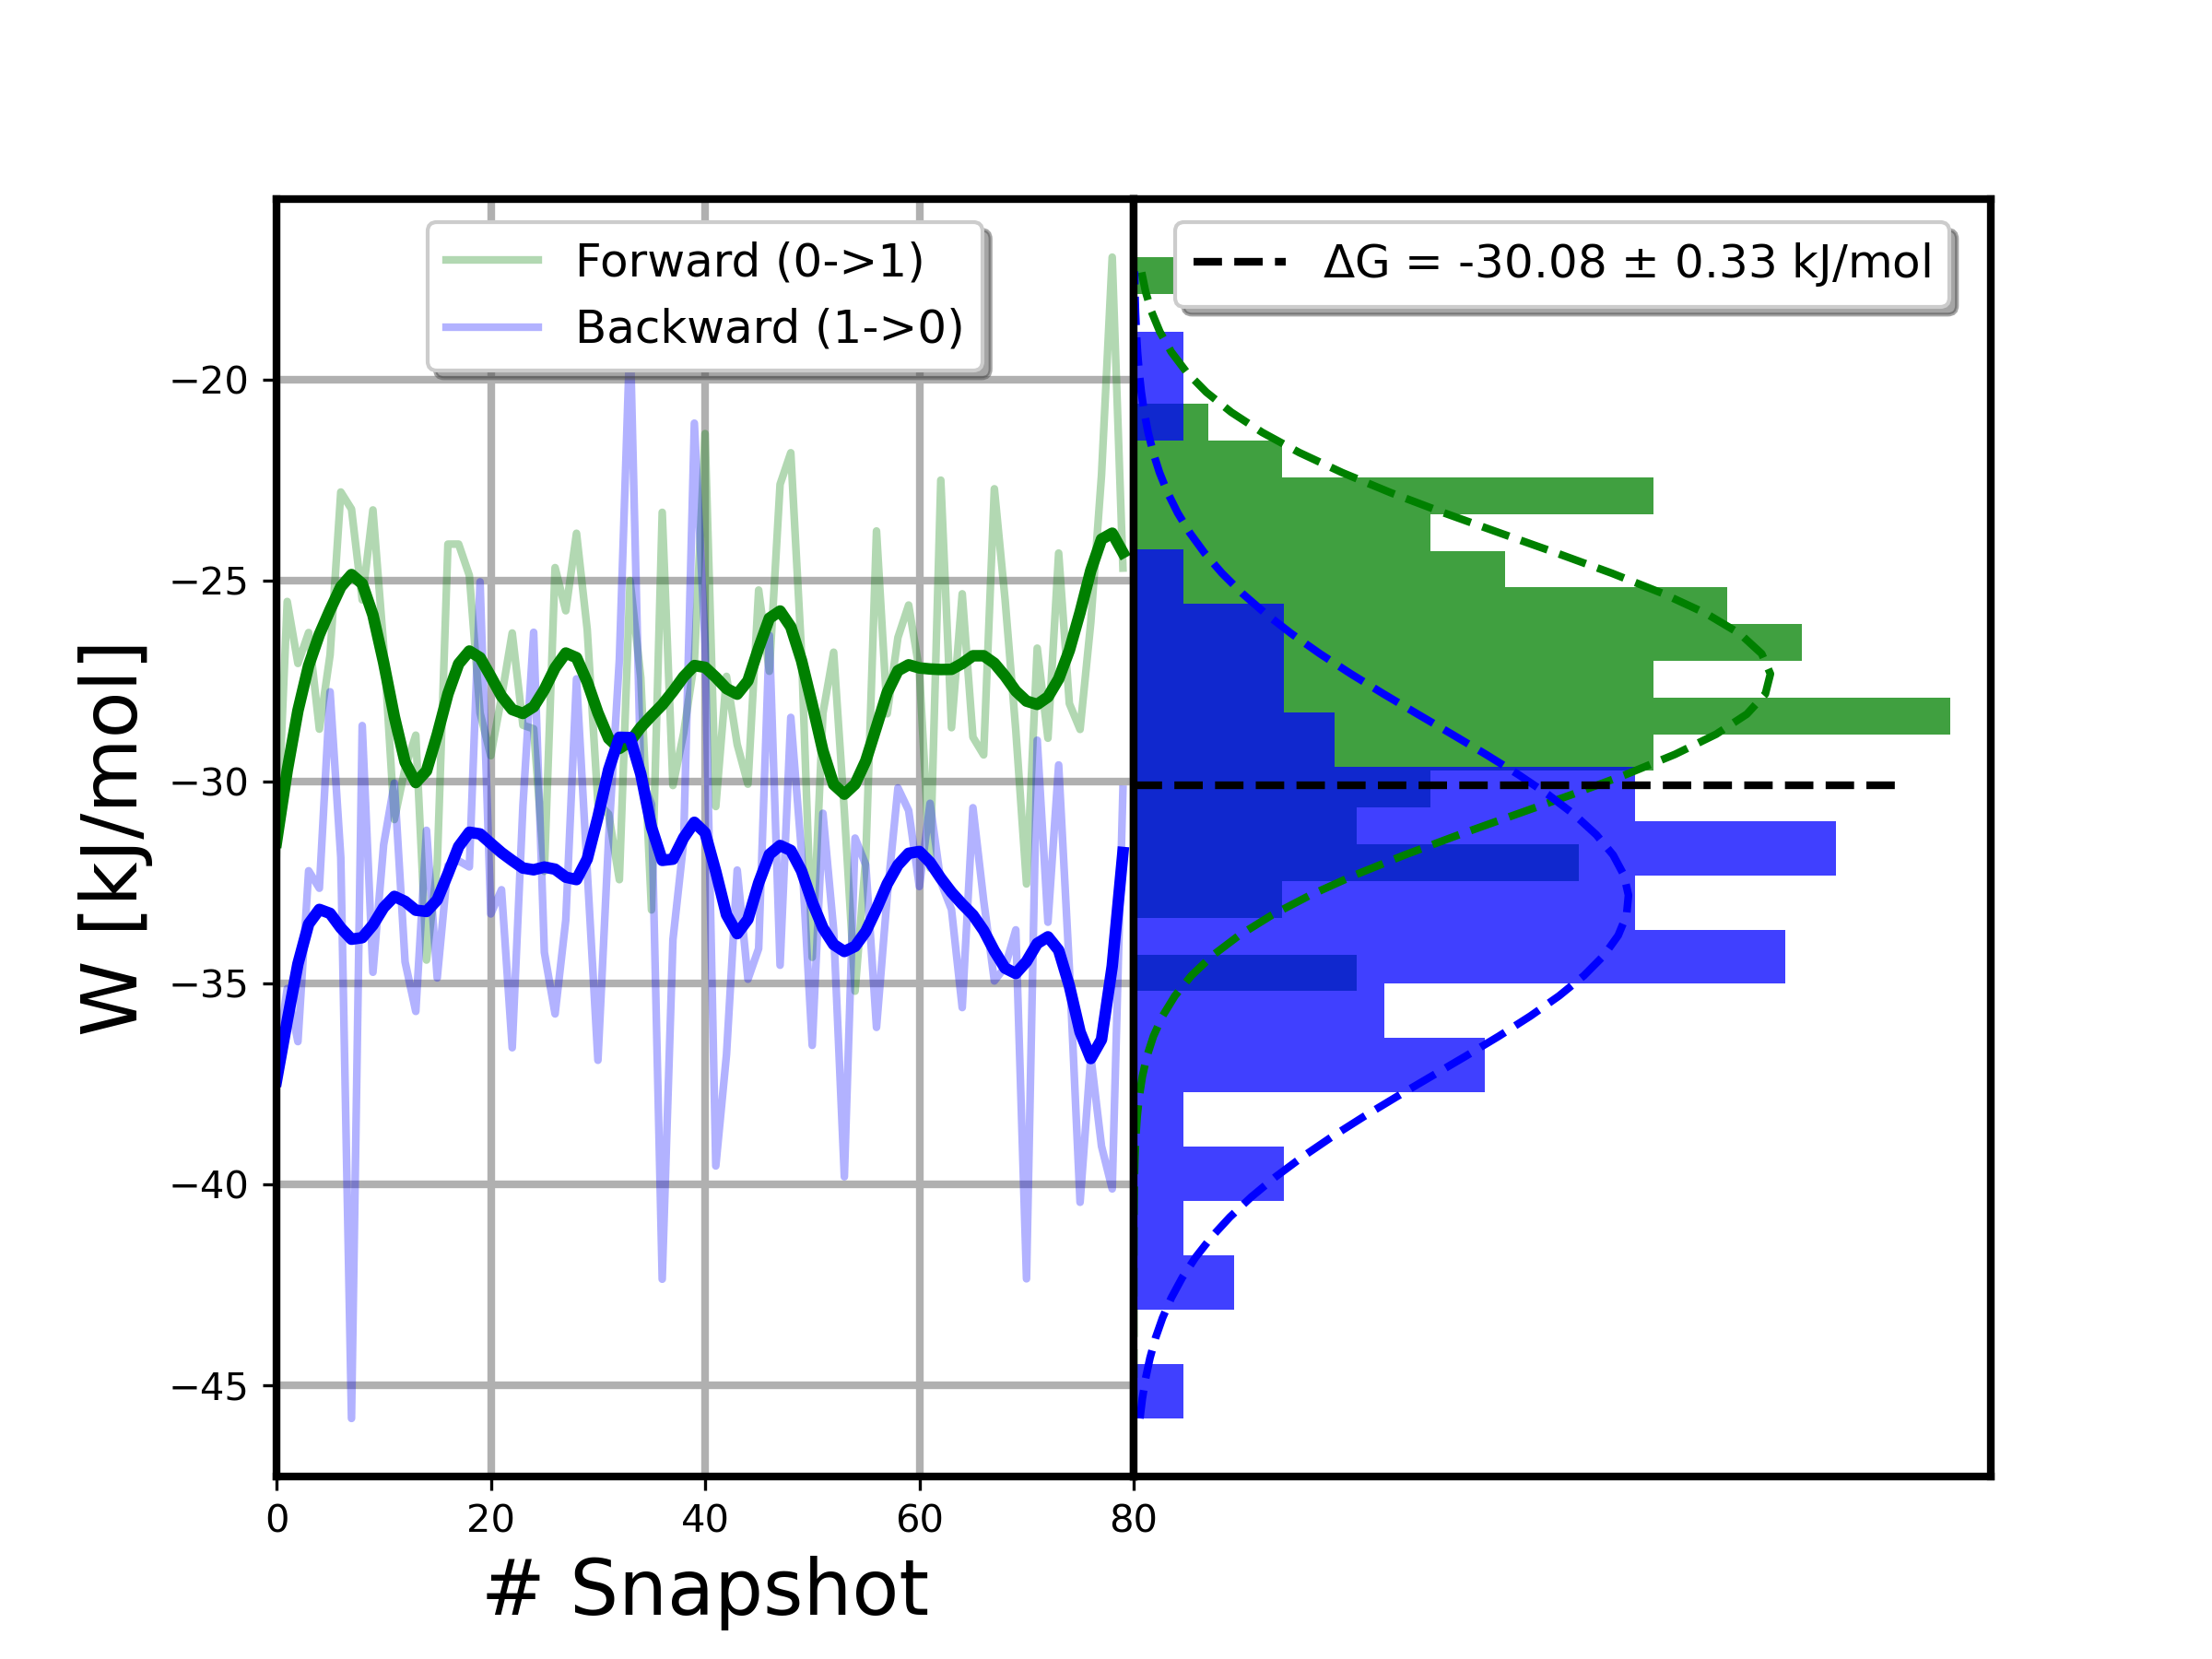 Forward (0->1)
Backward (1->0)
ΔG = -30.08 ± 0.33 kJ/mol
−20
−25
−30
−35
−40
−45
W [kJ/mol]
0 20 40 60 80
# Snapshot